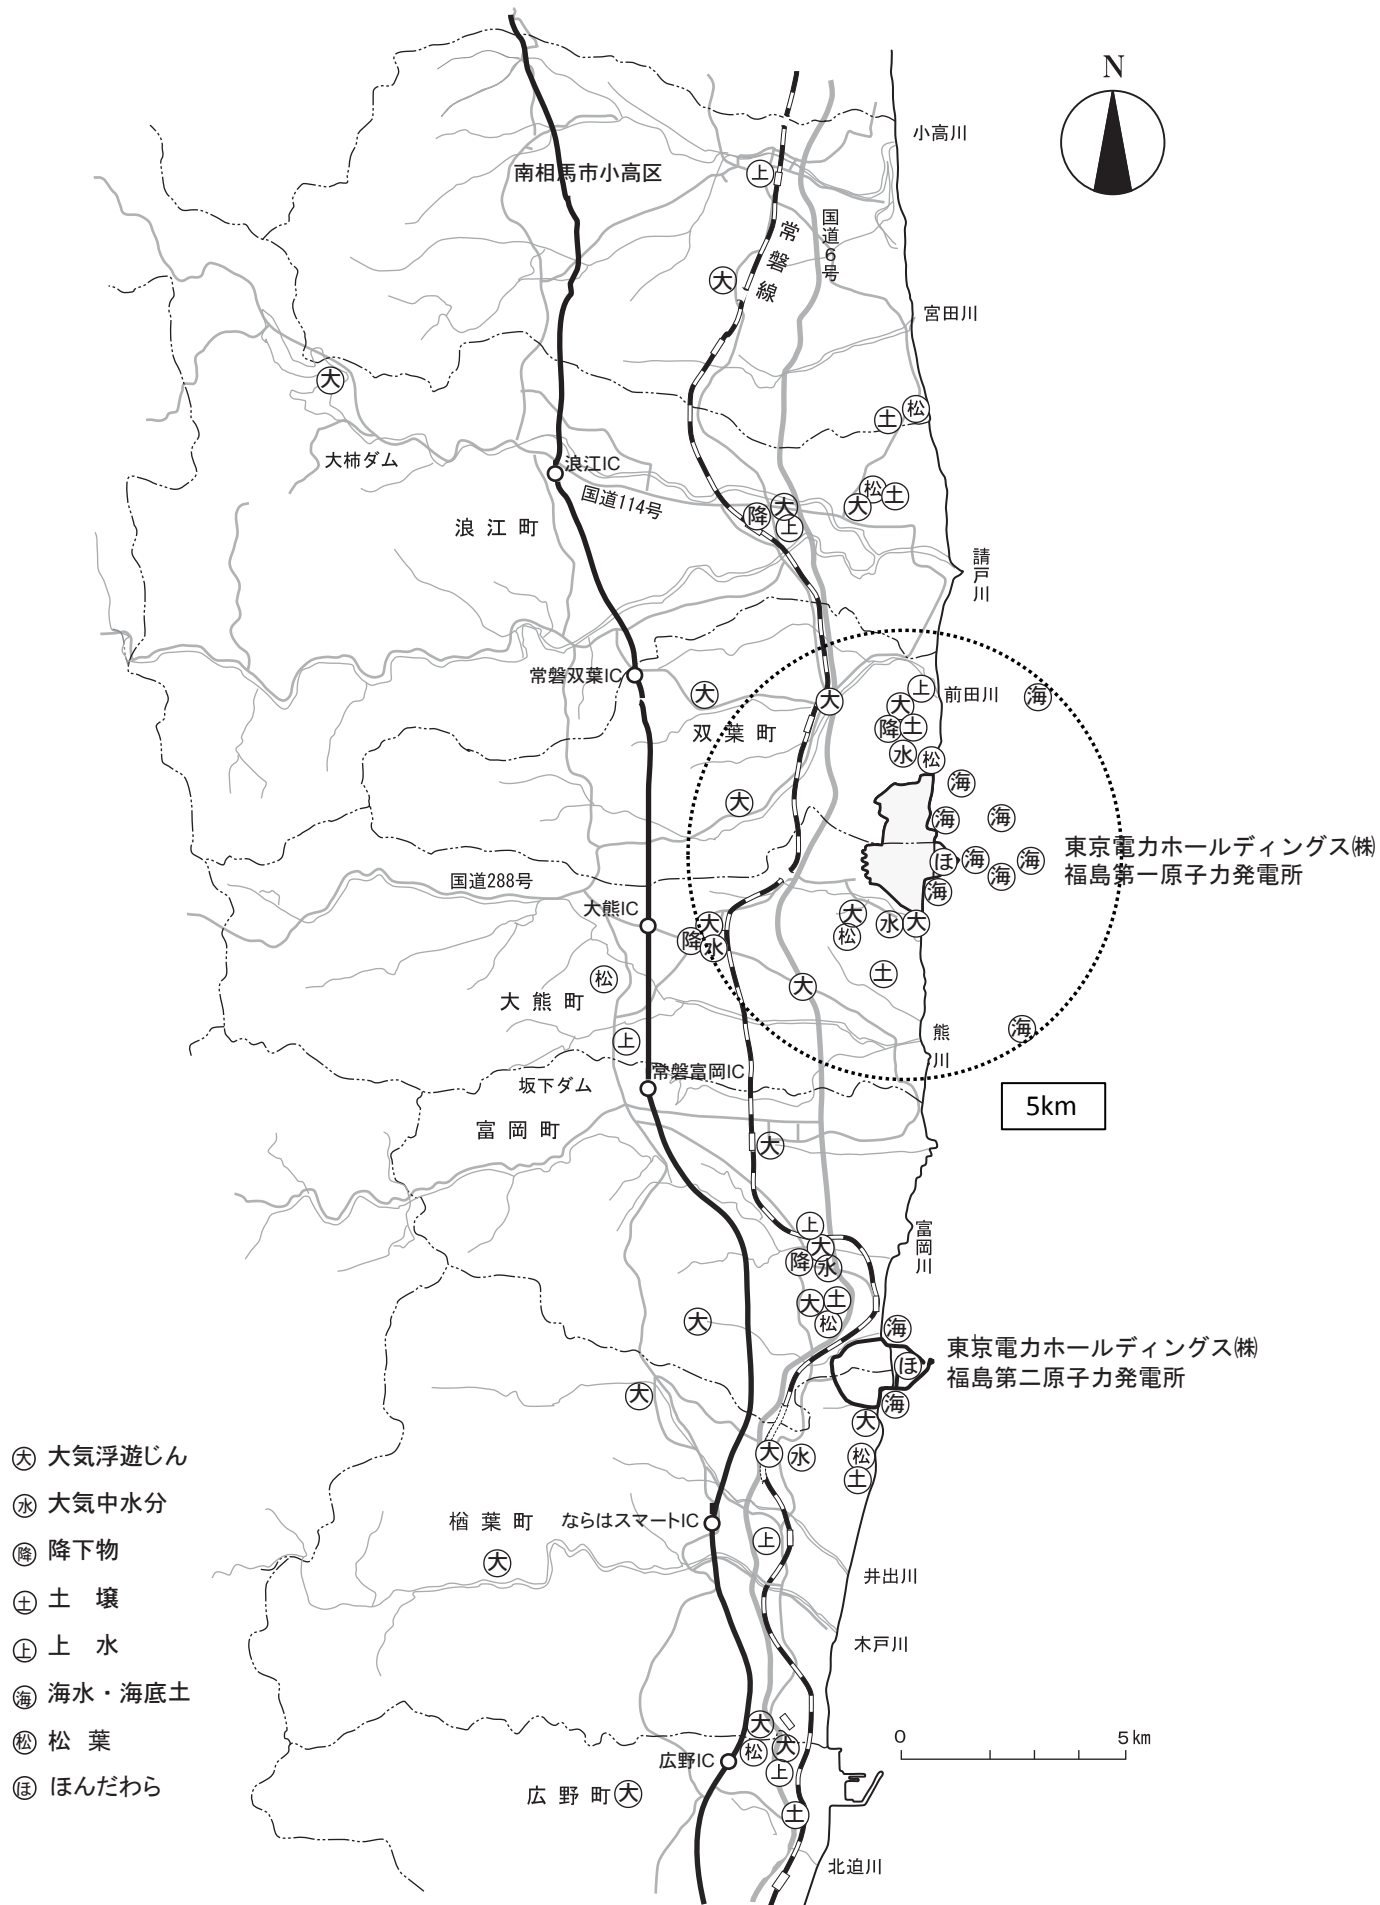 N
小高川
南相馬市小高区
上
国道6号
常磐線
大
宮田川
大
松
土
大柿ダム
浪江IC
国道114号
松
土
大
大
降
上
浪江町
請戸川
常磐双葉IC
大
大
上
前田川
海
大
降
土
双葉町
水
松
海
大
海
海
東京電力ホールディングス㈱
福島第一原子力発電所
ほ
海
海
海
海
国道288号
大熊IC
大
水
大
松
大
降
水
松
土
大
大熊町
海
熊川
上
常磐富岡IC
坂下ダム
5km
富岡町
大
上
富岡川
大
降
水
大
土
松
大
海
東京電力ホールディングス㈱
福島第二原子力発電所
ほ
大
海
大
大
水
松
土
大 大気浮遊じん
水 大気中水分
降 降下物
土 土 壌
上 上 水
海 海水・海底土
松 松 葉
ほ ほんだわら
楢葉町
ならはスマートIC
上
大
井出川
木戸川
大
大
松
上
広野IC
0
5km
広野町
大
土
北迫川